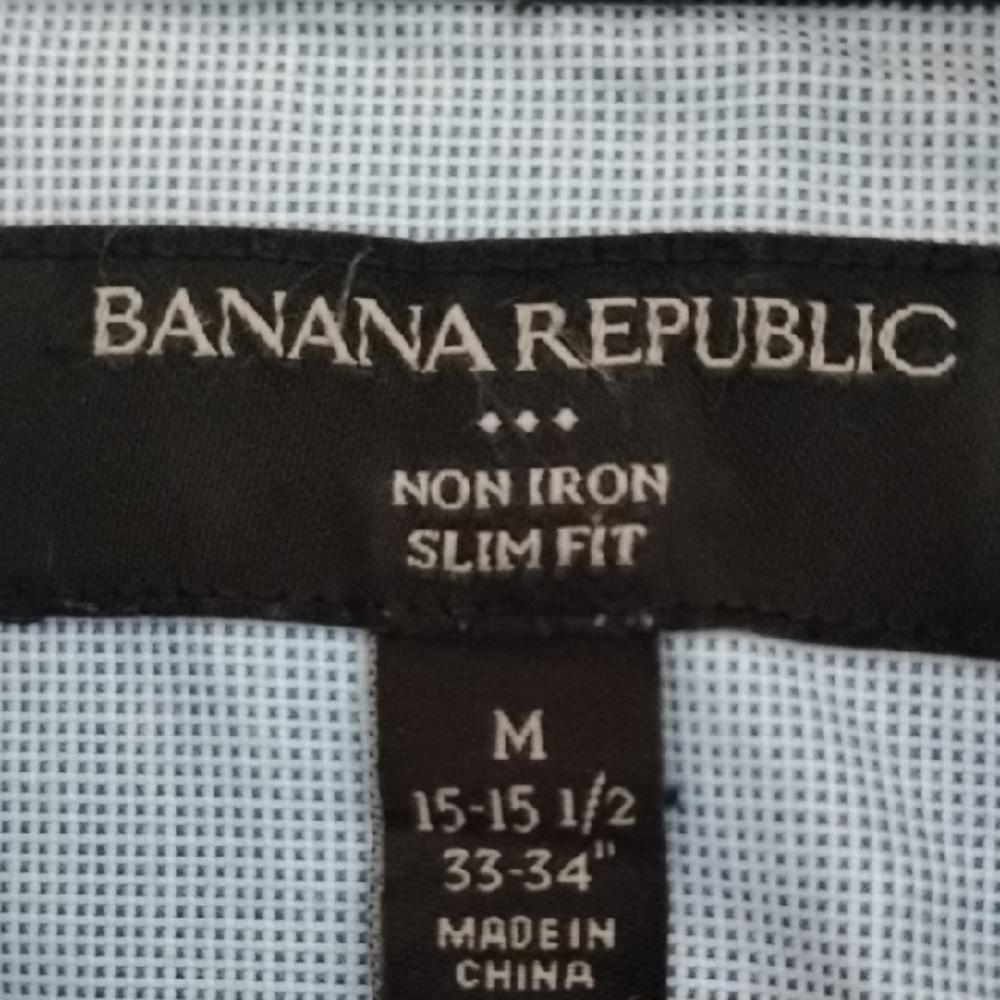 BANANA REPUBLIC
NON IRON
SLIM FIT
M
15-15 1/2
33-34"
MADE IN
CHINA